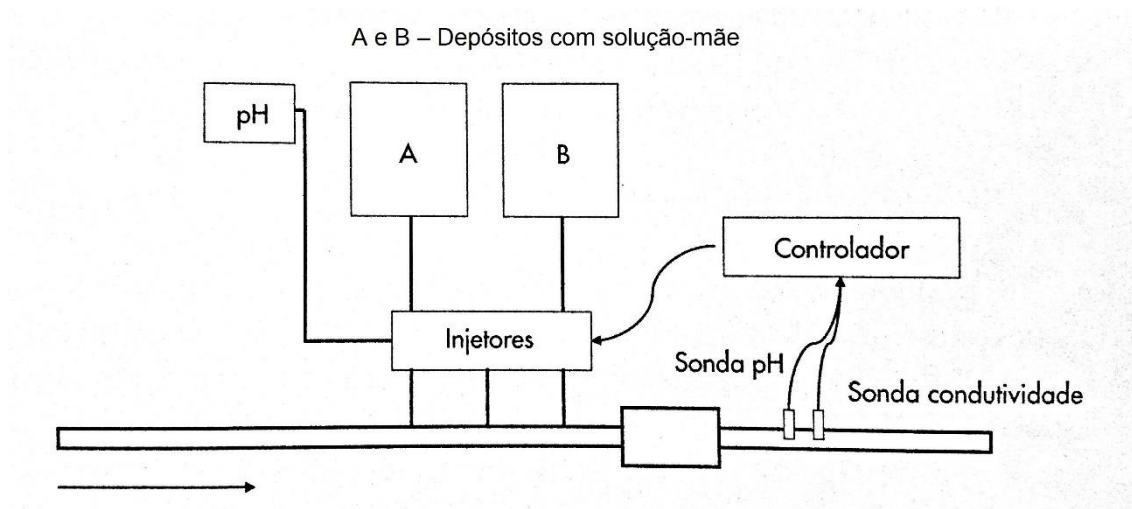 A e B – Depósitos com solução-mãe
pH
A
B
Controlador
Injetores
Sonda pH
Sonda condutividade